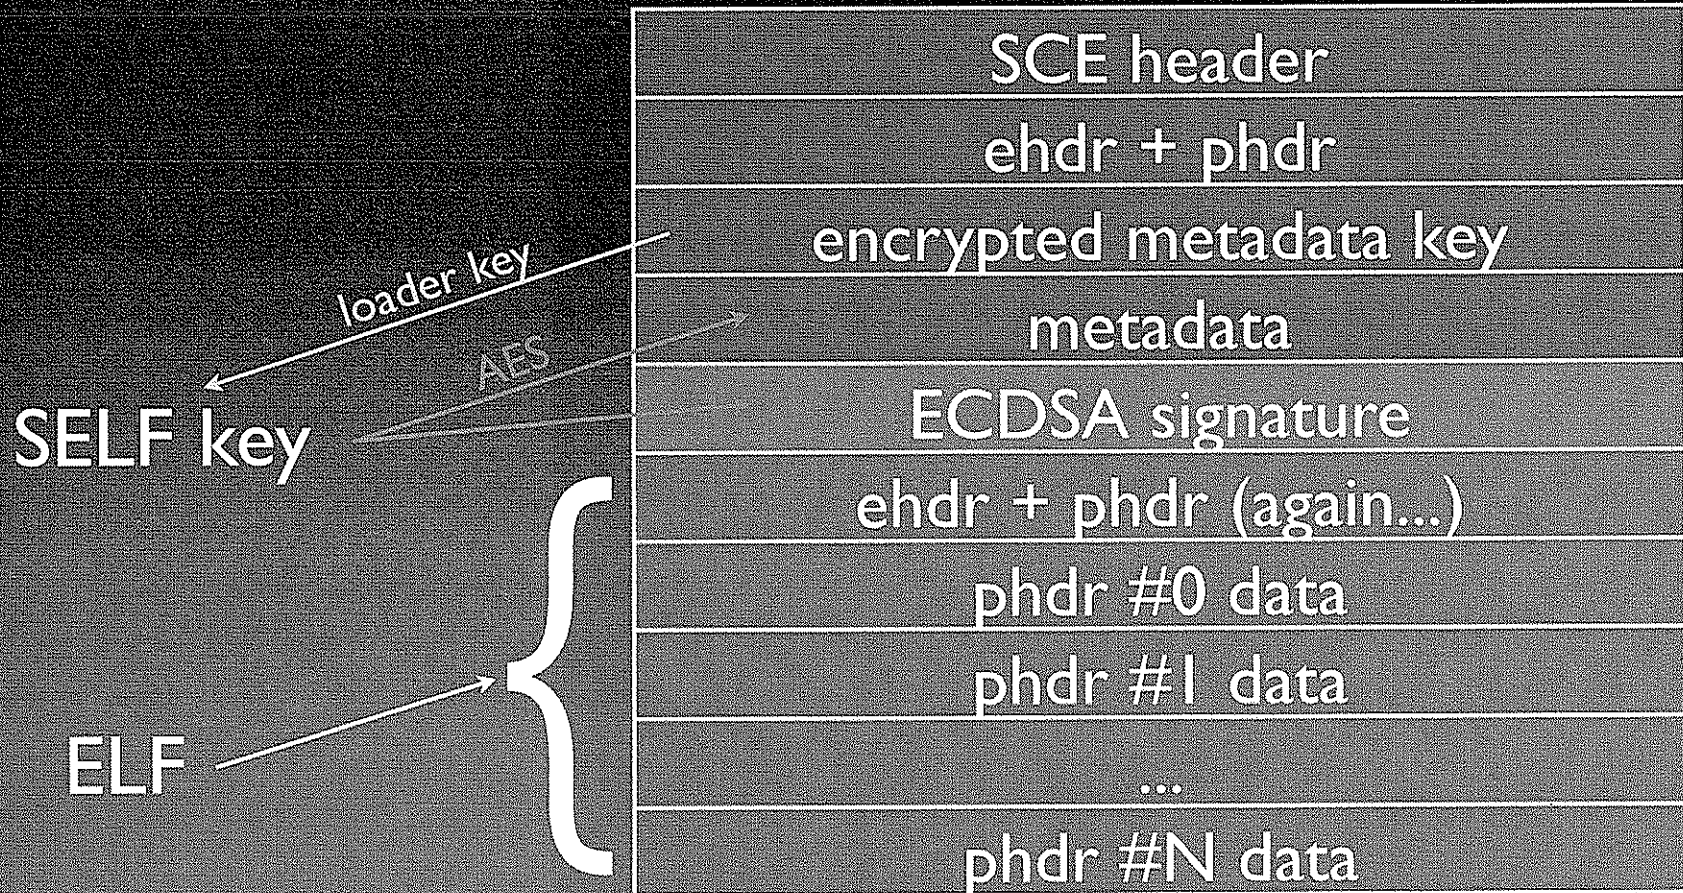 SCE header
ehdr + phdr
encrypted metadata key
loader key
metadata
AES
ECDSA signature
SELF key
ehdr + phdr (again...)
phdr #0 data
phdr #1 data
ELF
...
phdr #N data